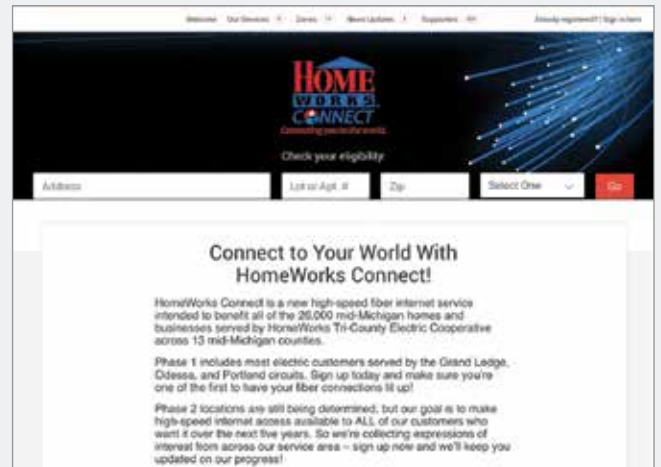 Welcome Our Services Zones News Updates Supporters Already registered? | Sign in here
HOME
WORKS
CONNECT
Connecting you to the world.
Check your eligibility
Address Lot or Apt. # Zip Select One Go
Connect to Your World With
HomeWorks Connect!
HomeWorks Connect is a new high-speed fiber internet service
intended to benefit all of the 26,000 mid-Michigan homes and
businesses served by HomeWorks Tri-County Electric Cooperative
across 13 mid-Michigan counties.
Phase 1 includes most electric customers served by the Grand Ledge,
Odessa, and Portland circuits. Sign up today and make sure you're
one of the first to have your fiber connections lit up!
Phase 2 locations are still being determined, but our goal is to make
high-speed internet access available to ALL of our customers who
want it over the next five years. So we're collecting expressions of
interest from across our service area – sign up now and we'll keep you
updated on our progress!